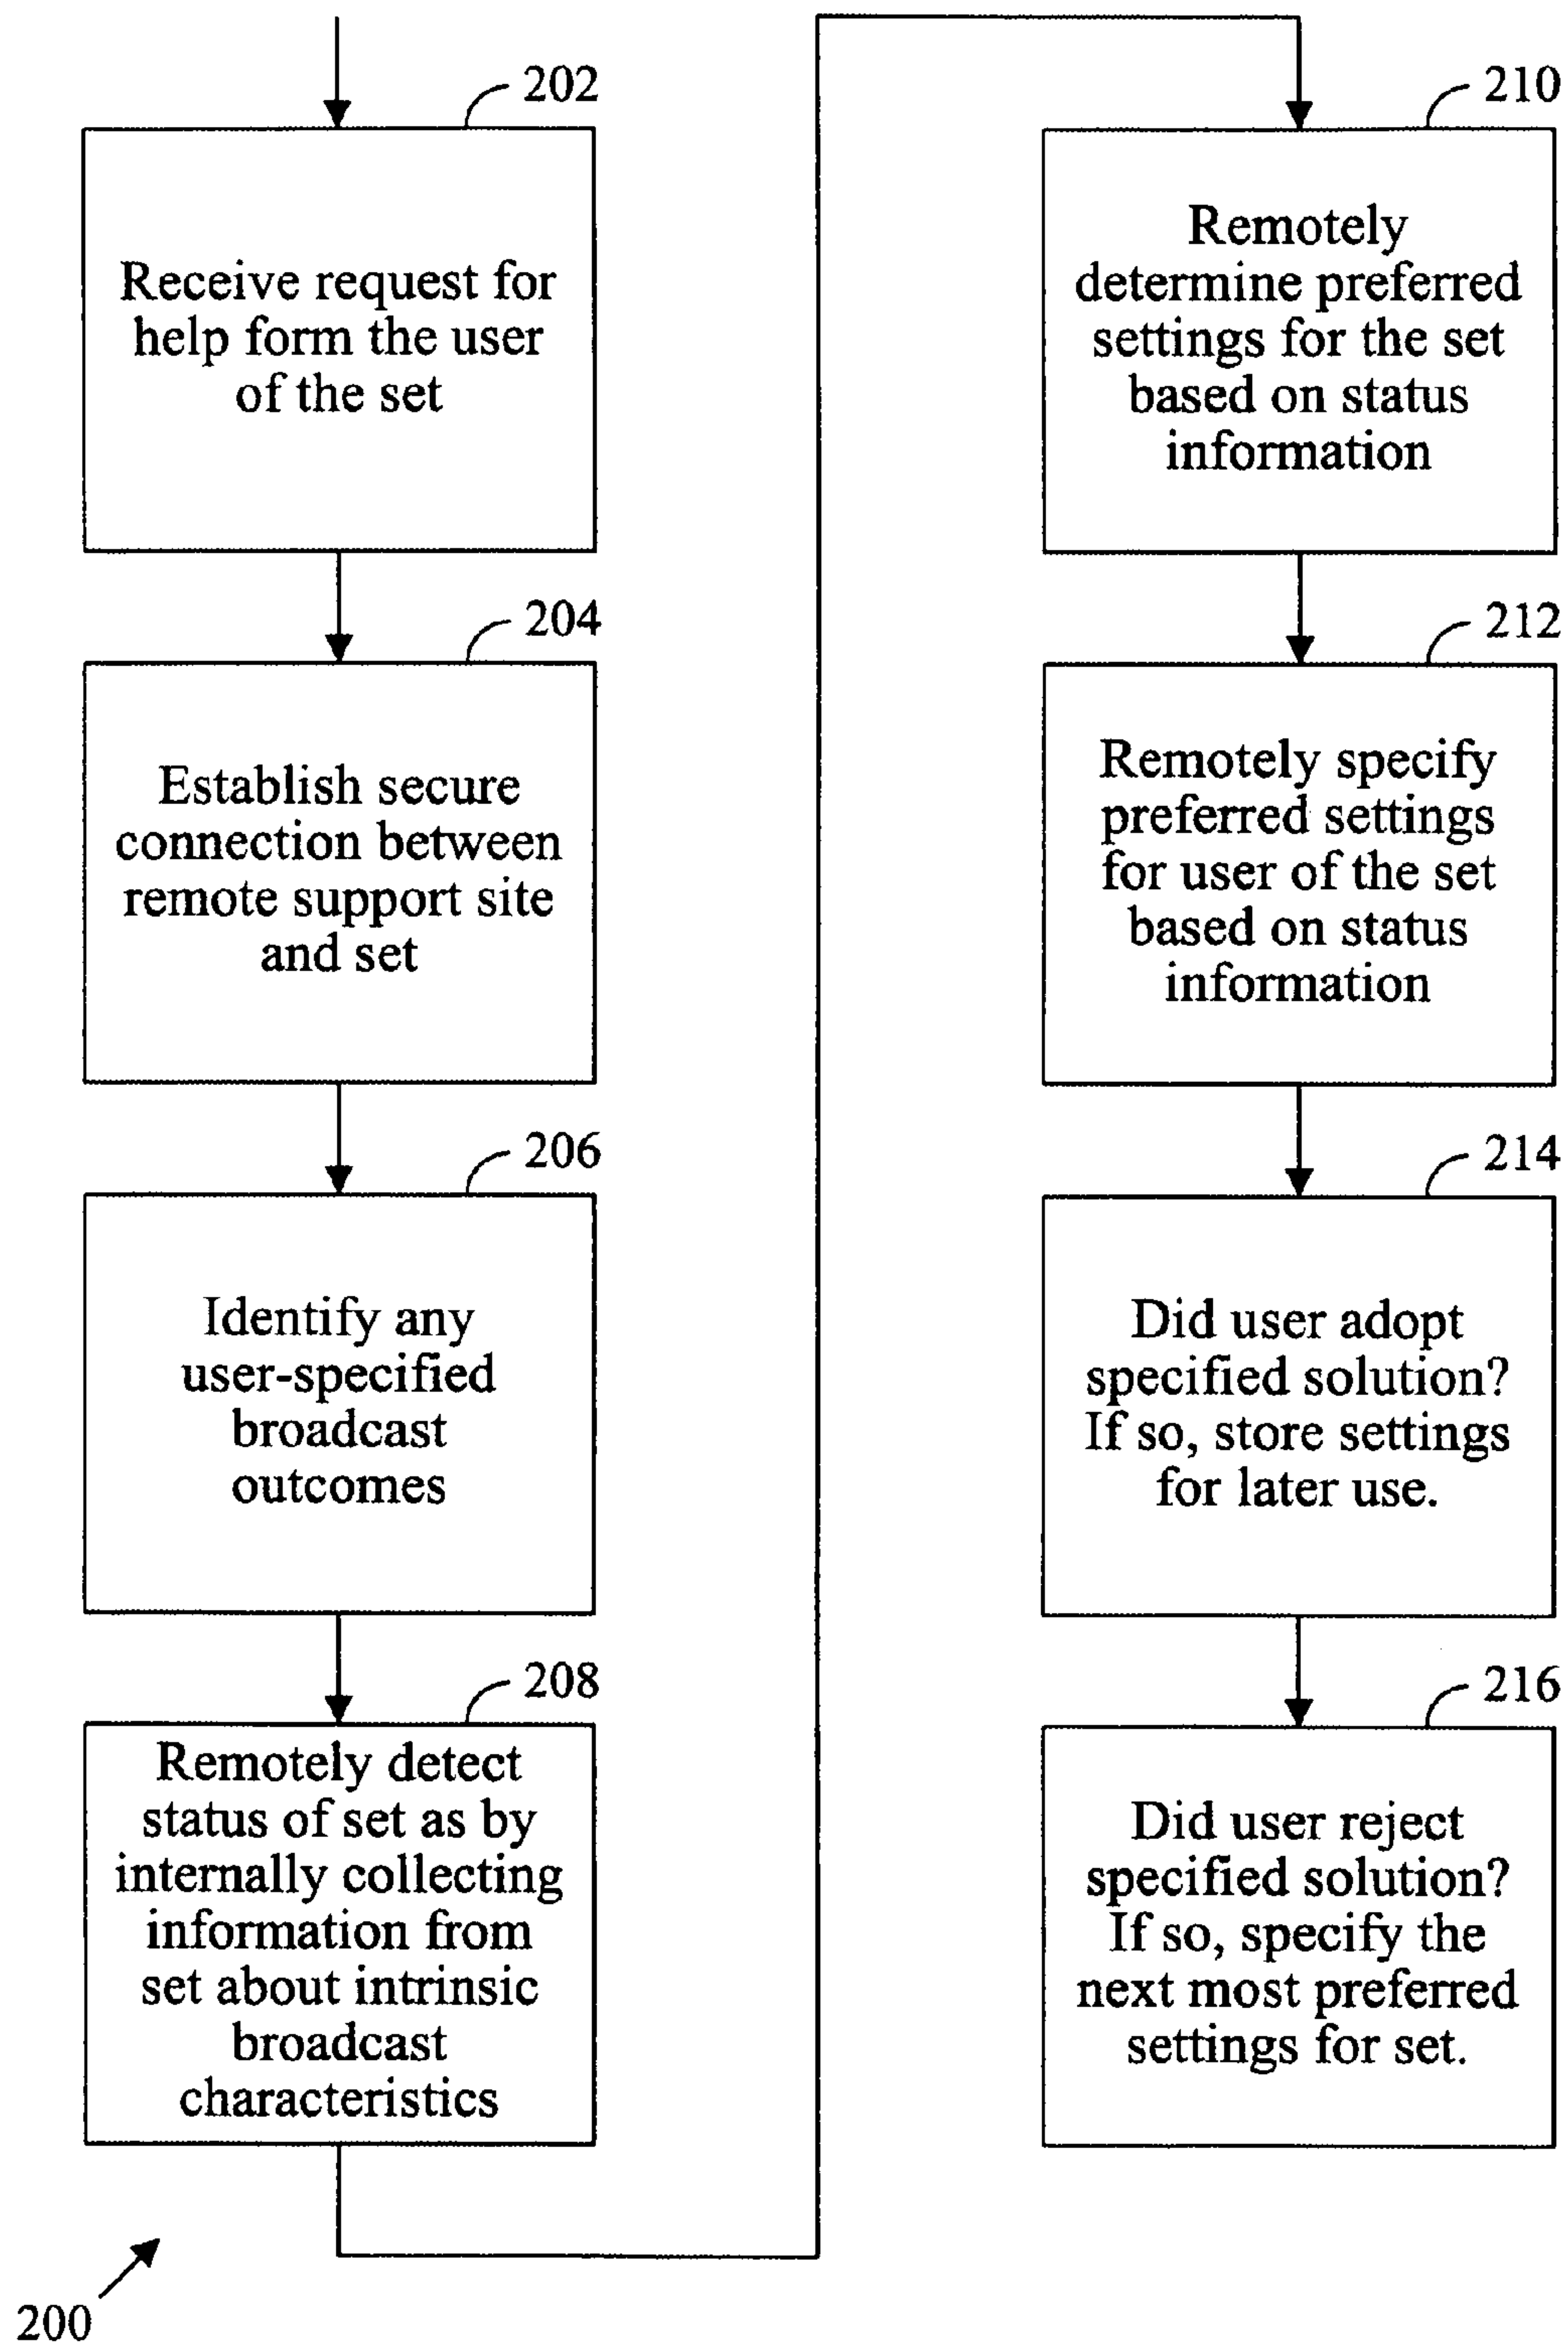 202
Receive request for
help form the user
of the set
204
Establish secure
connection between
remote support site
and set
206
Identify any
user-specified
broadcast
outcomes
208
Remotely detect
status of set as by
internally collecting
information from
set about intrinsic
broadcast
characteristics
200
210
Remotely
determine preferred
settings for the set
based on status
information
212
Remotely specify
preferred settings
for user of the set
based on status
information
214
Did user adopt
specified solution?
If so, store settings
for later use.
216
Did user reject
specified solution?
If so, specify the
next most preferred
settings for set.